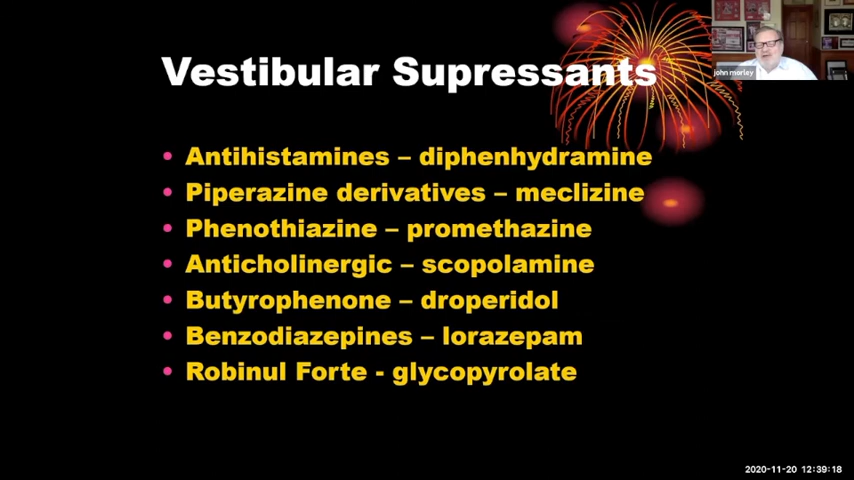 Vestibular Supressants
john morley
• Antihistamines – diphenhydramine
• Piperazine derivatives – meclizine
• Phenothiazine – promethazine
• Anticholinergic – scopolamine
• Butyrophenone – droperidol
• Benzodiazepines – lorazepam
• Robinul Forte - glycopyrolate
2020-11-20 12:39:18